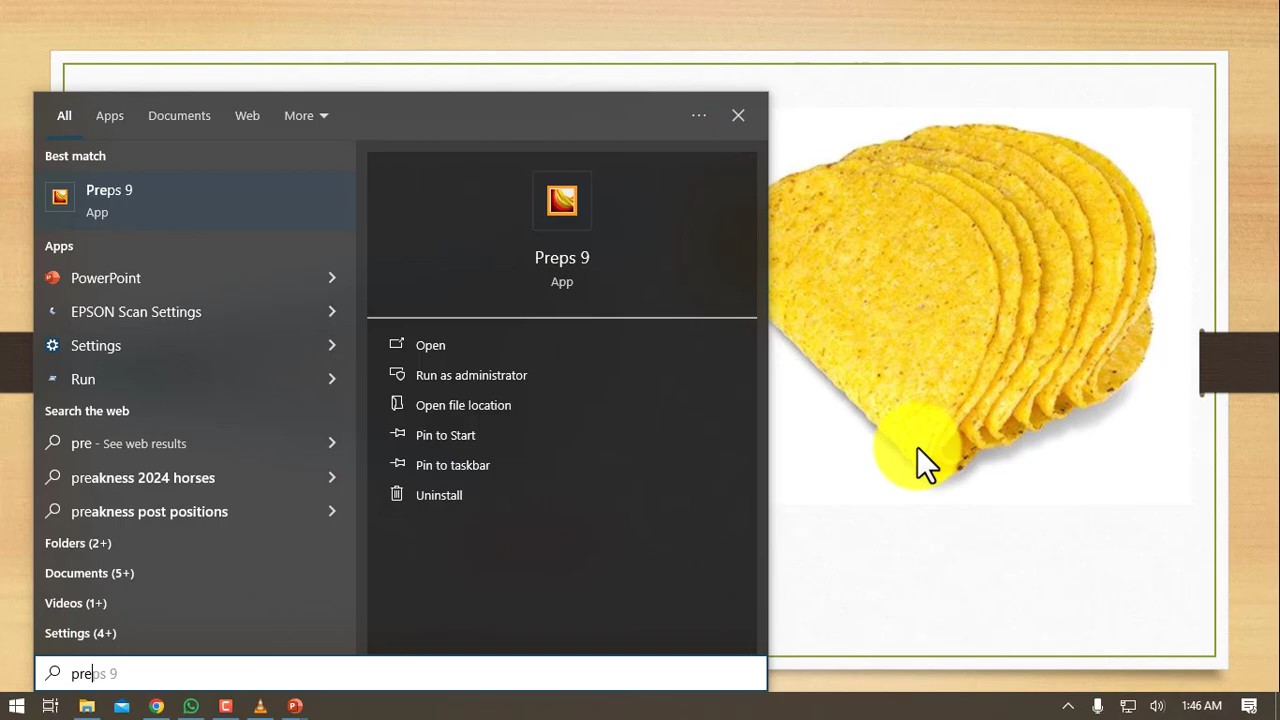 All Apps Documents Web More ...
Best match
Preps 9
App
Apps
PowerPoint
EPSON Scan Settings
Settings
Run
Search the web
pre - See web results
preakness 2024 horses
preakness post positions
Folders (2+)
Documents (5+)
Videos (1+)
Settings (4+)
preps 9
Preps 9
App
Open
Run as administrator
Open file location
Pin to Start
Pin to taskbar
Uninstall
1:46 AM